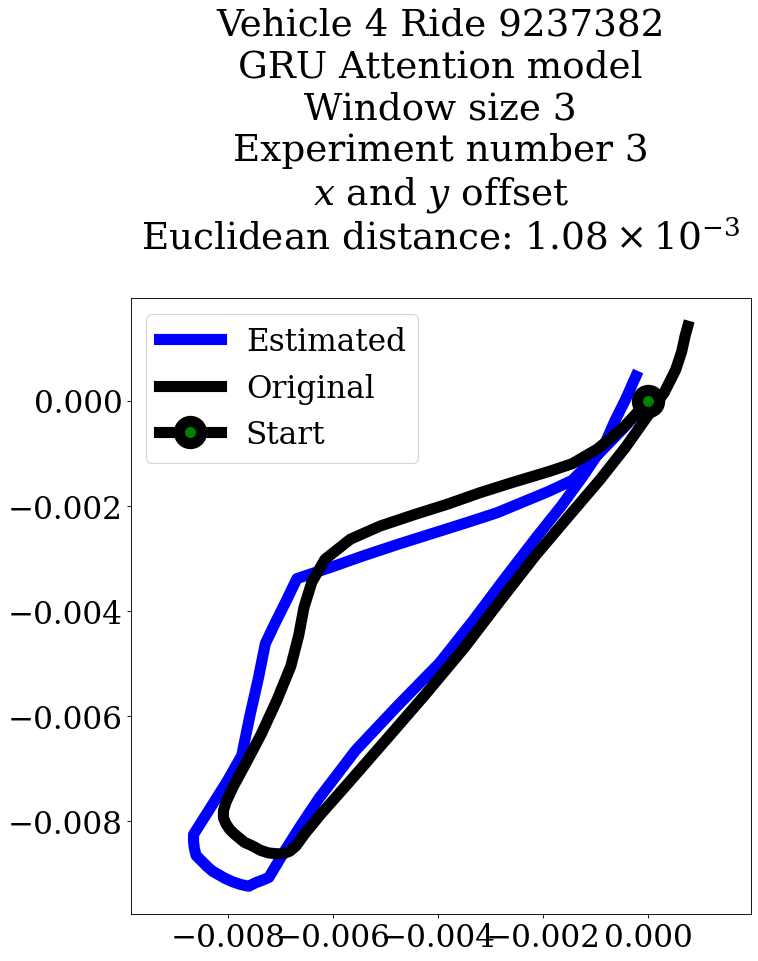 Vehicle 4 Ride 9237382
GRU Attention model
Window size 3
Experiment number 3
x and y offset
Euclidean distance: 1.08 × 10⁻³
Estimated
Original
Start
0.000
−0.002
−0.004
−0.006
−0.008
−0.008 −0.006 −0.004 −0.002 0.000